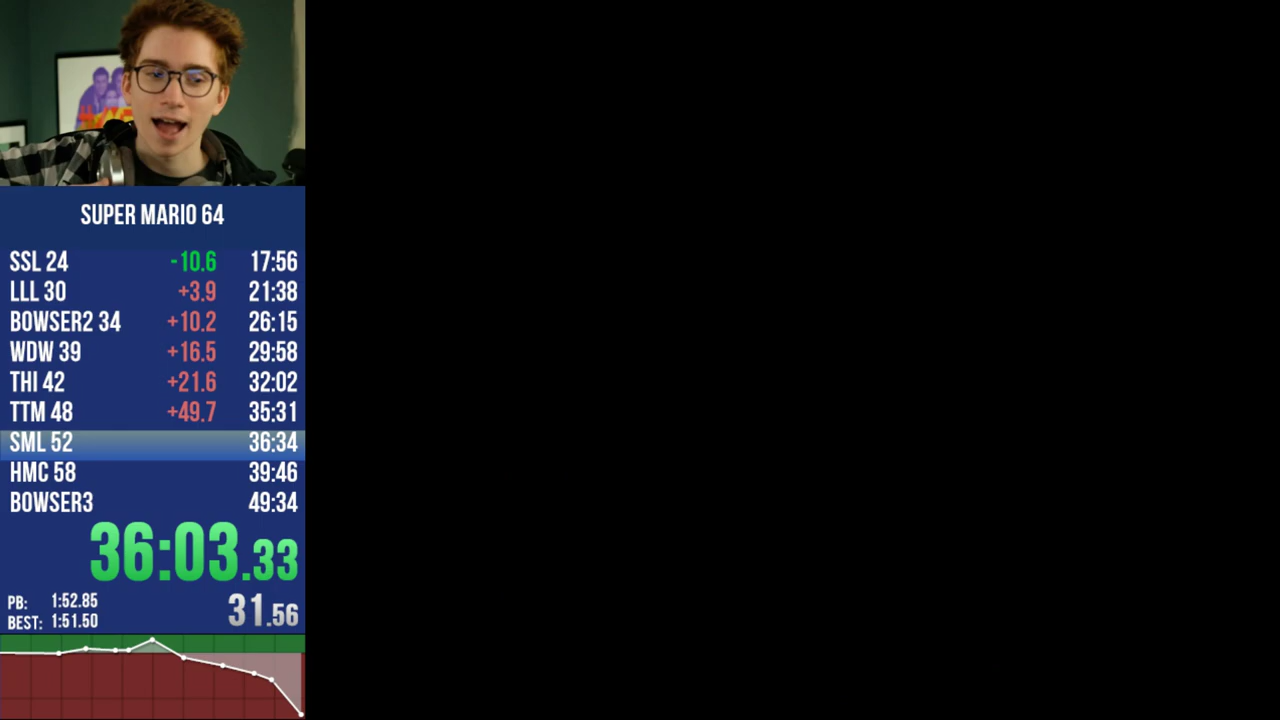 SUPER MARIO 64
SSL 24 -10.6 17:56
LLL 30 +3.9 21:38
BOWSER2 34 +10.2 26:15
WDW 39 +16.5 29:58
THI 42 +21.6 32:02
TTM 48 +49.7 35:31
SML 52 36:34
HMC 58 39:46
BOWSER3 49:34
36:03.33
PB: 1:52.85
BEST: 1:51.50
31.56